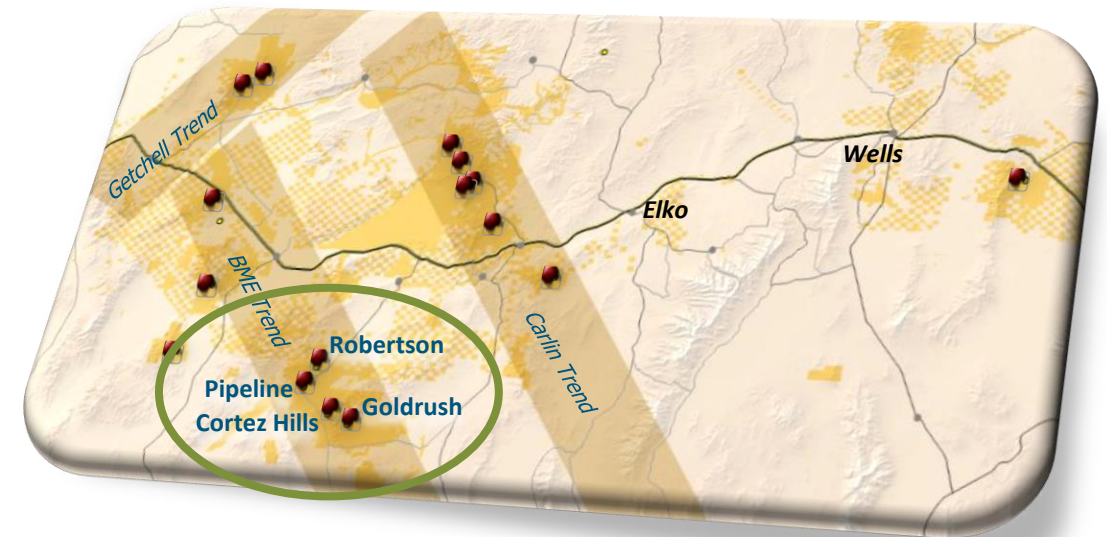 Getchell Trend
Wells
Elko
BME Trend
Carlin Trend
Robertson
Pipeline
Goldrush
Cortez Hills